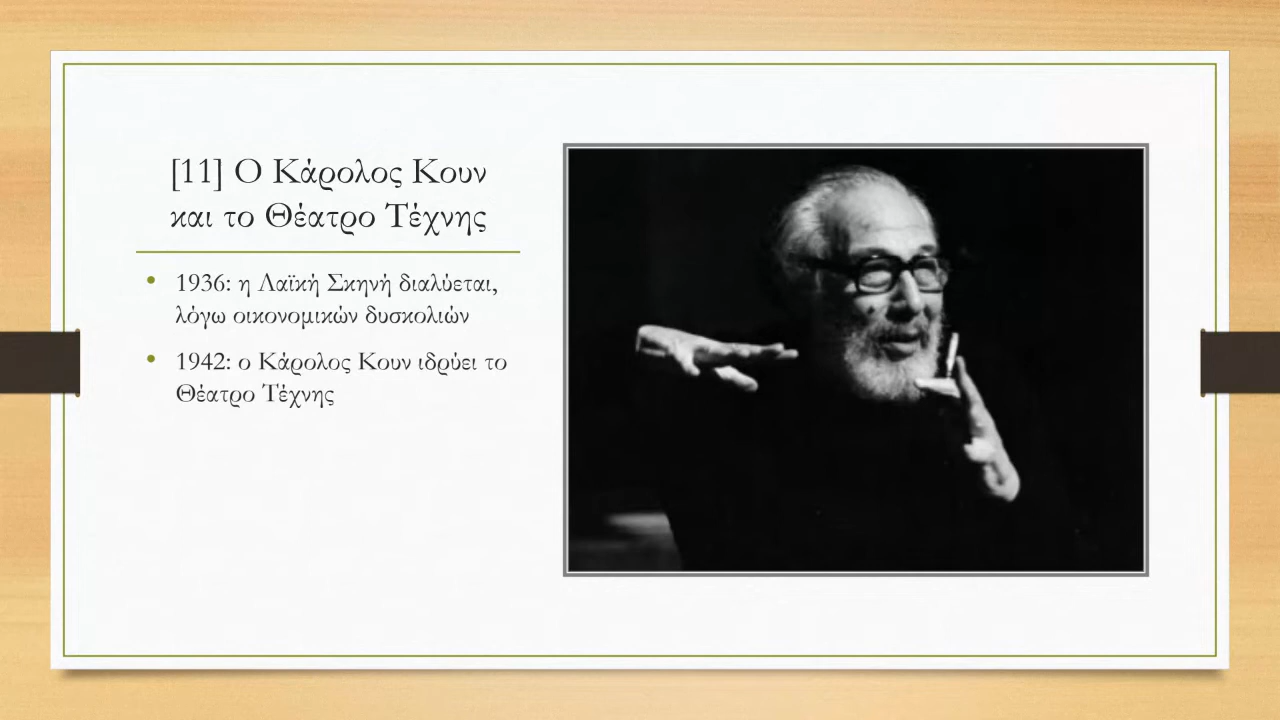 [11] Ο Κάρολος Κουν
και το Θέατρο Τέχνης
• 1936: η Λαϊκή Σκηνή διαλύεται,
λόγω οικονομικών δυσκολιών
• 1942: ο Κάρολος Κουν ιδρύει το
Θέατρο Τέχνης